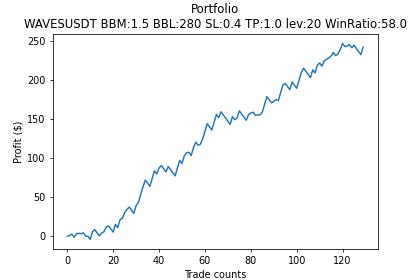 Portfolio
WAVESUSDT BBM:1.5 BBL:280 SL:0.4 TP:1.0 lev:20 WinRatio:58.0
250
200
150
100
50
0
Profit ($)
0 20 40 60 80 100 120
Trade counts